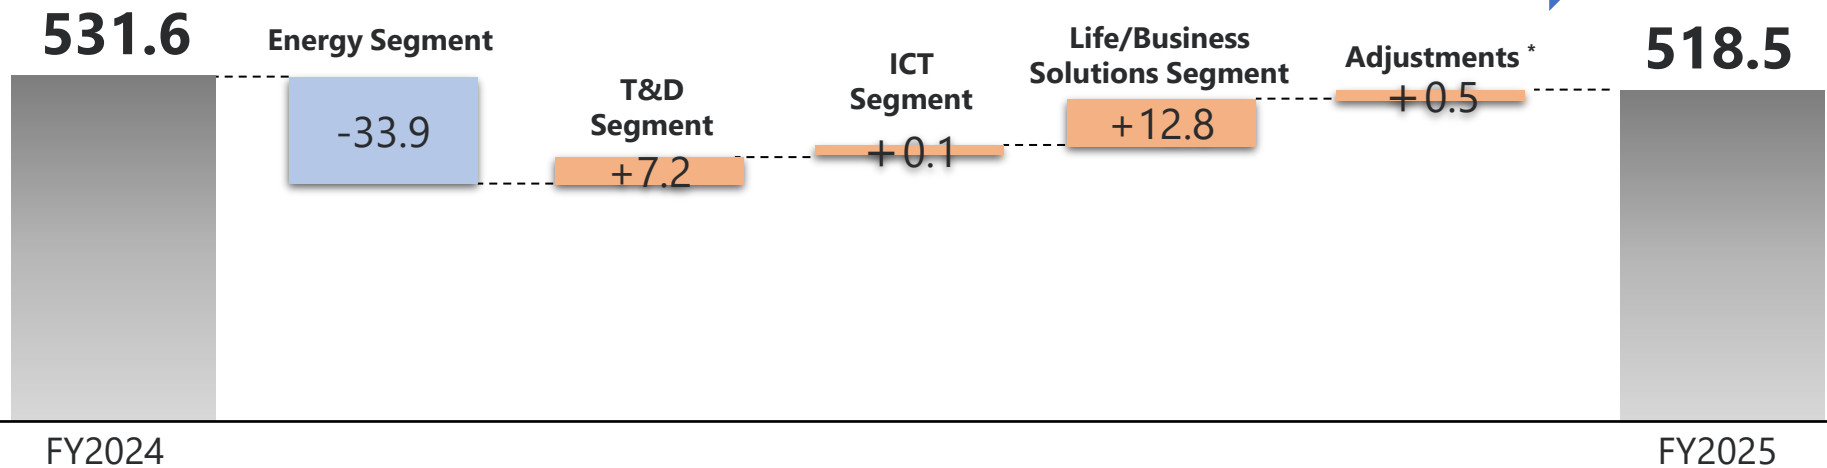 531.6
Energy Segment
-33.9
T&D
Segment
+7.2
ICT
Segment
+0.1
Life/Business
Solutions Segment
+12.8
Adjustments *
+0.5
518.5
FY2024
FY2025